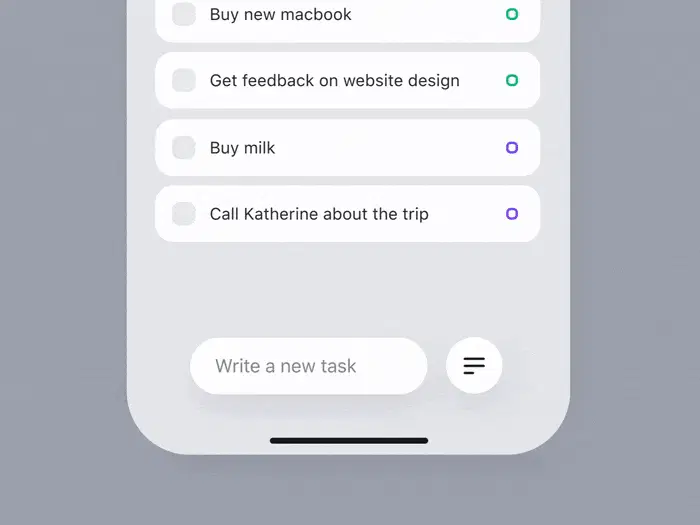 Buy new macbook
Get feedback on website design
Buy milk
Call Katherine about the trip
Write a new task